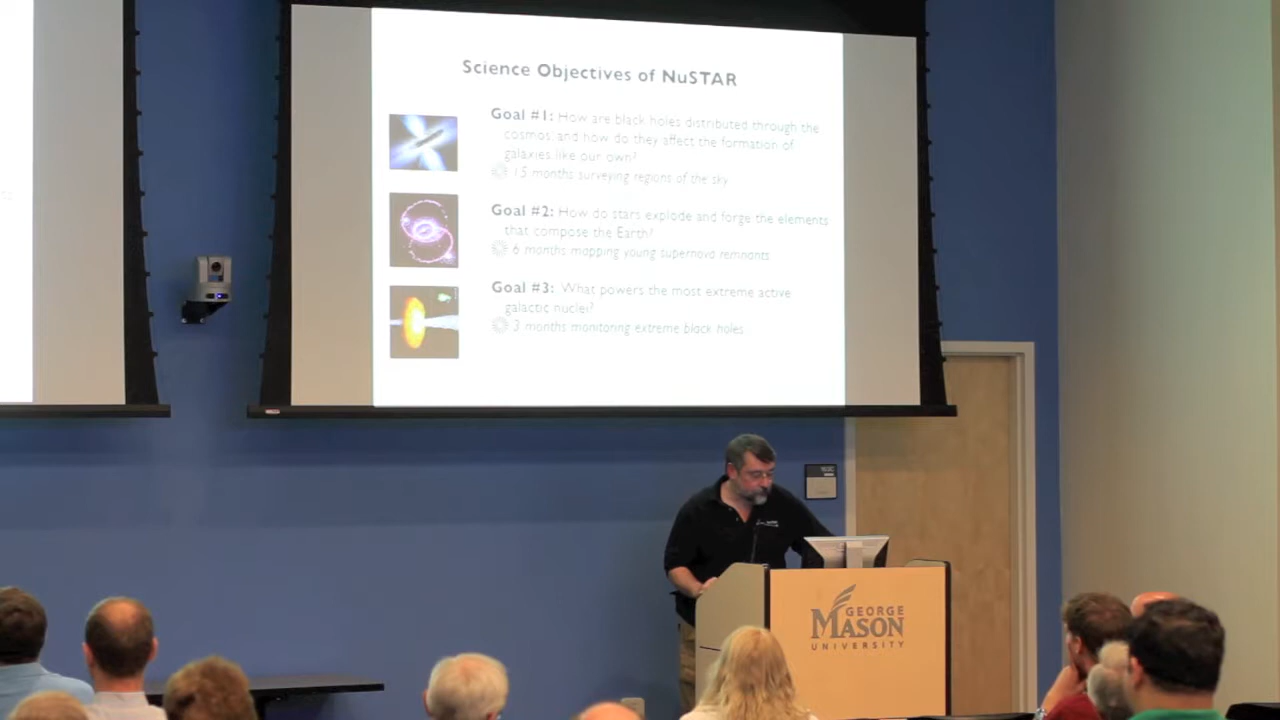 Science Objectives of NuSTAR
Goal #1: How are black holes distributed through the
cosmos, and how do they affect the formation of
galaxies like our own?
15 months surveying regions of the sky
Goal #2: How do stars explode and forge the elements
that compose the Earth?
6 months mapping young supernova remnants
Goal #3: What powers the most extreme active
galactic nuclei?
3 months monitoring extreme black holes
GEORGE
MASON
UNIVERSITY